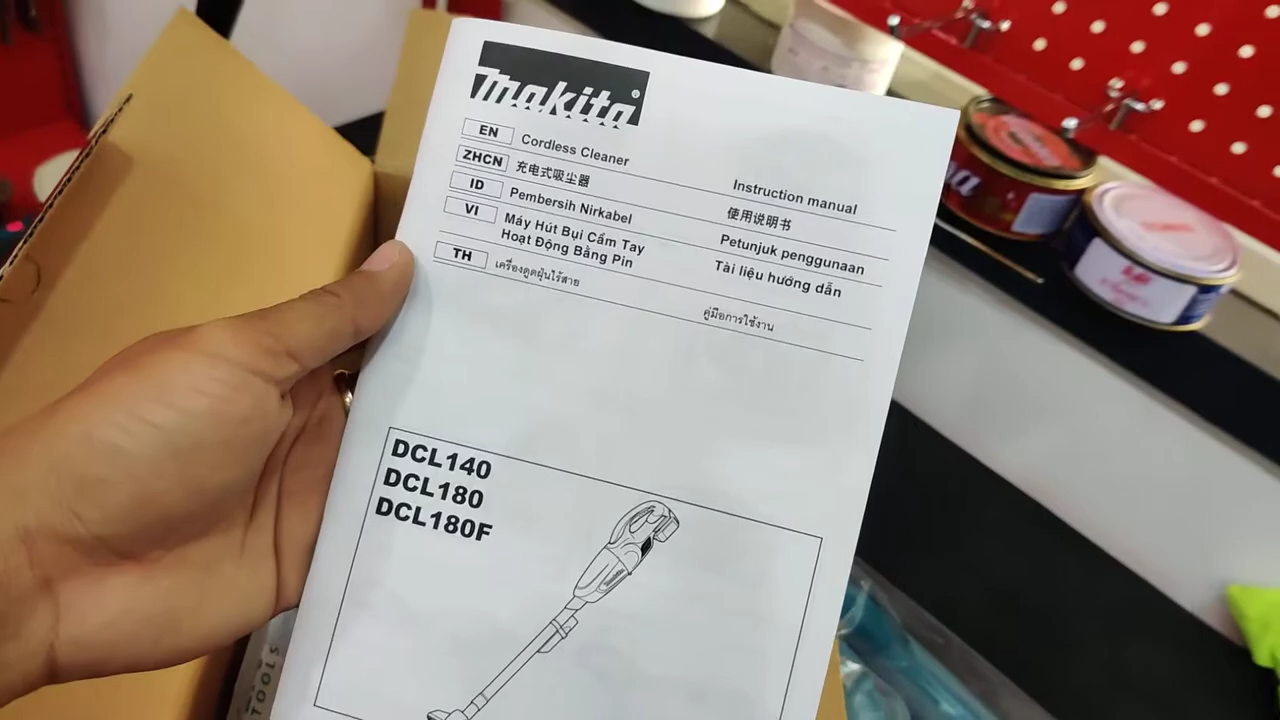 makita®
EN Cordless Cleaner Instruction manual
ZHCN 充电式吸尘器 使用说明书
ID Pembersih Nirkabel Petunjuk penggunaan
VI Máy Hút Bụi Cầm Tay
Hoạt Động Bằng Pin Tài liệu hướng dẫn
TH เครื่องดูดฝุ่นไร้สาย คู่มือการใช้งาน
DCL140
DCL180
DCL180F
TOOLS